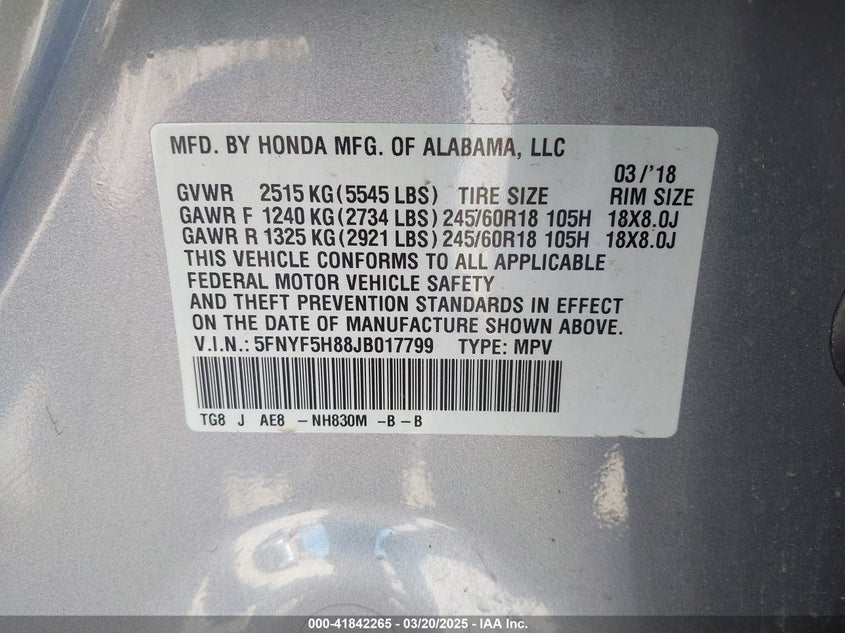 MFD. BY HONDA MFG. OF ALABAMA, LLC
03/'18
GVWR 2515 KG(5545 LBS) TIRE SIZE RIM SIZE
GAWR F 1240 KG(2734 LBS) 245/60R18 105H 18X8.0J
GAWR R 1325 KG(2921 LBS) 245/60R18 105H 18X8.0J
THIS VEHICLE CONFORMS TO ALL APPLICABLE
FEDERAL MOTOR VEHICLE SAFETY
AND THEFT PREVENTION STANDARDS IN EFFECT
ON THE DATE OF MANUFACTURE SHOWN ABOVE.
V.I.N.: 5FNYF5H88JB017799 TYPE: MPV
TG8 J AE8 -NH830M -B-B
000-41842265 - 03/20/2025 - IAA Inc.